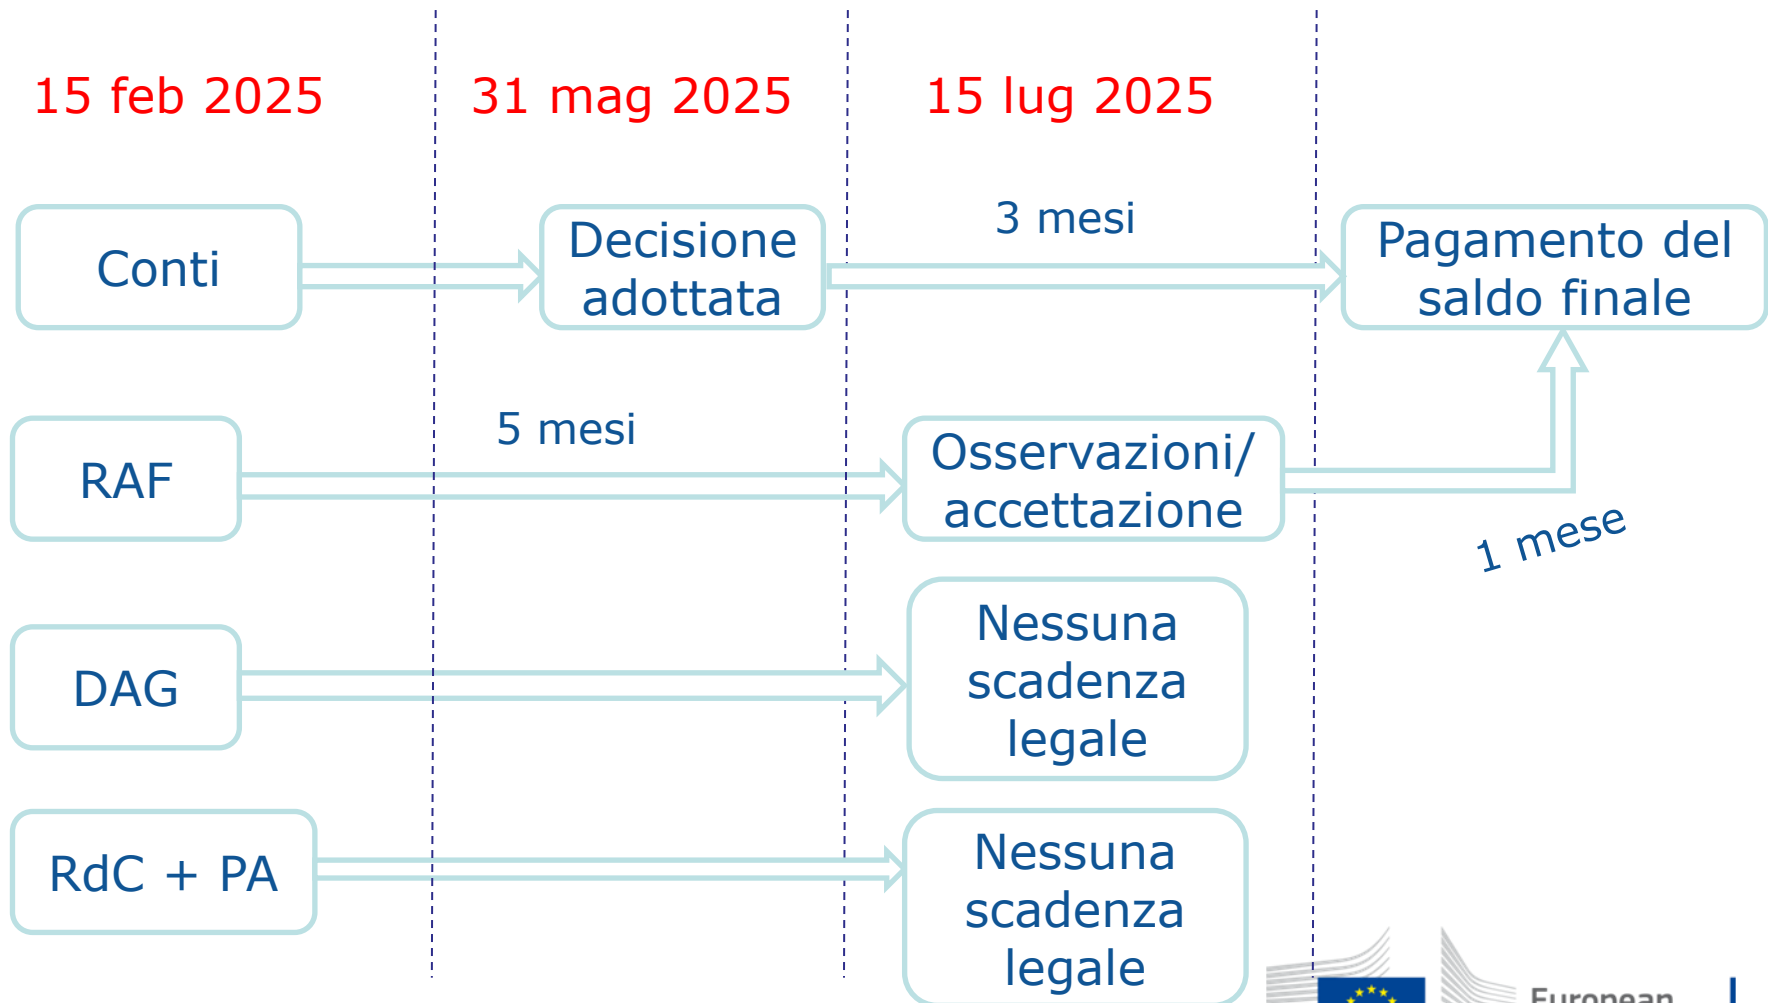 15 feb 2025
31 mag 2025
15 lug 2025
Conti
Decisione
adottata
3 mesi
Pagamento del
saldo finale
RAF
5 mesi
Osservazioni/
accettazione
1 mese
DAG
Nessuna
scadenza
legale
RdC + PA
Nessuna
scadenza
legale
European